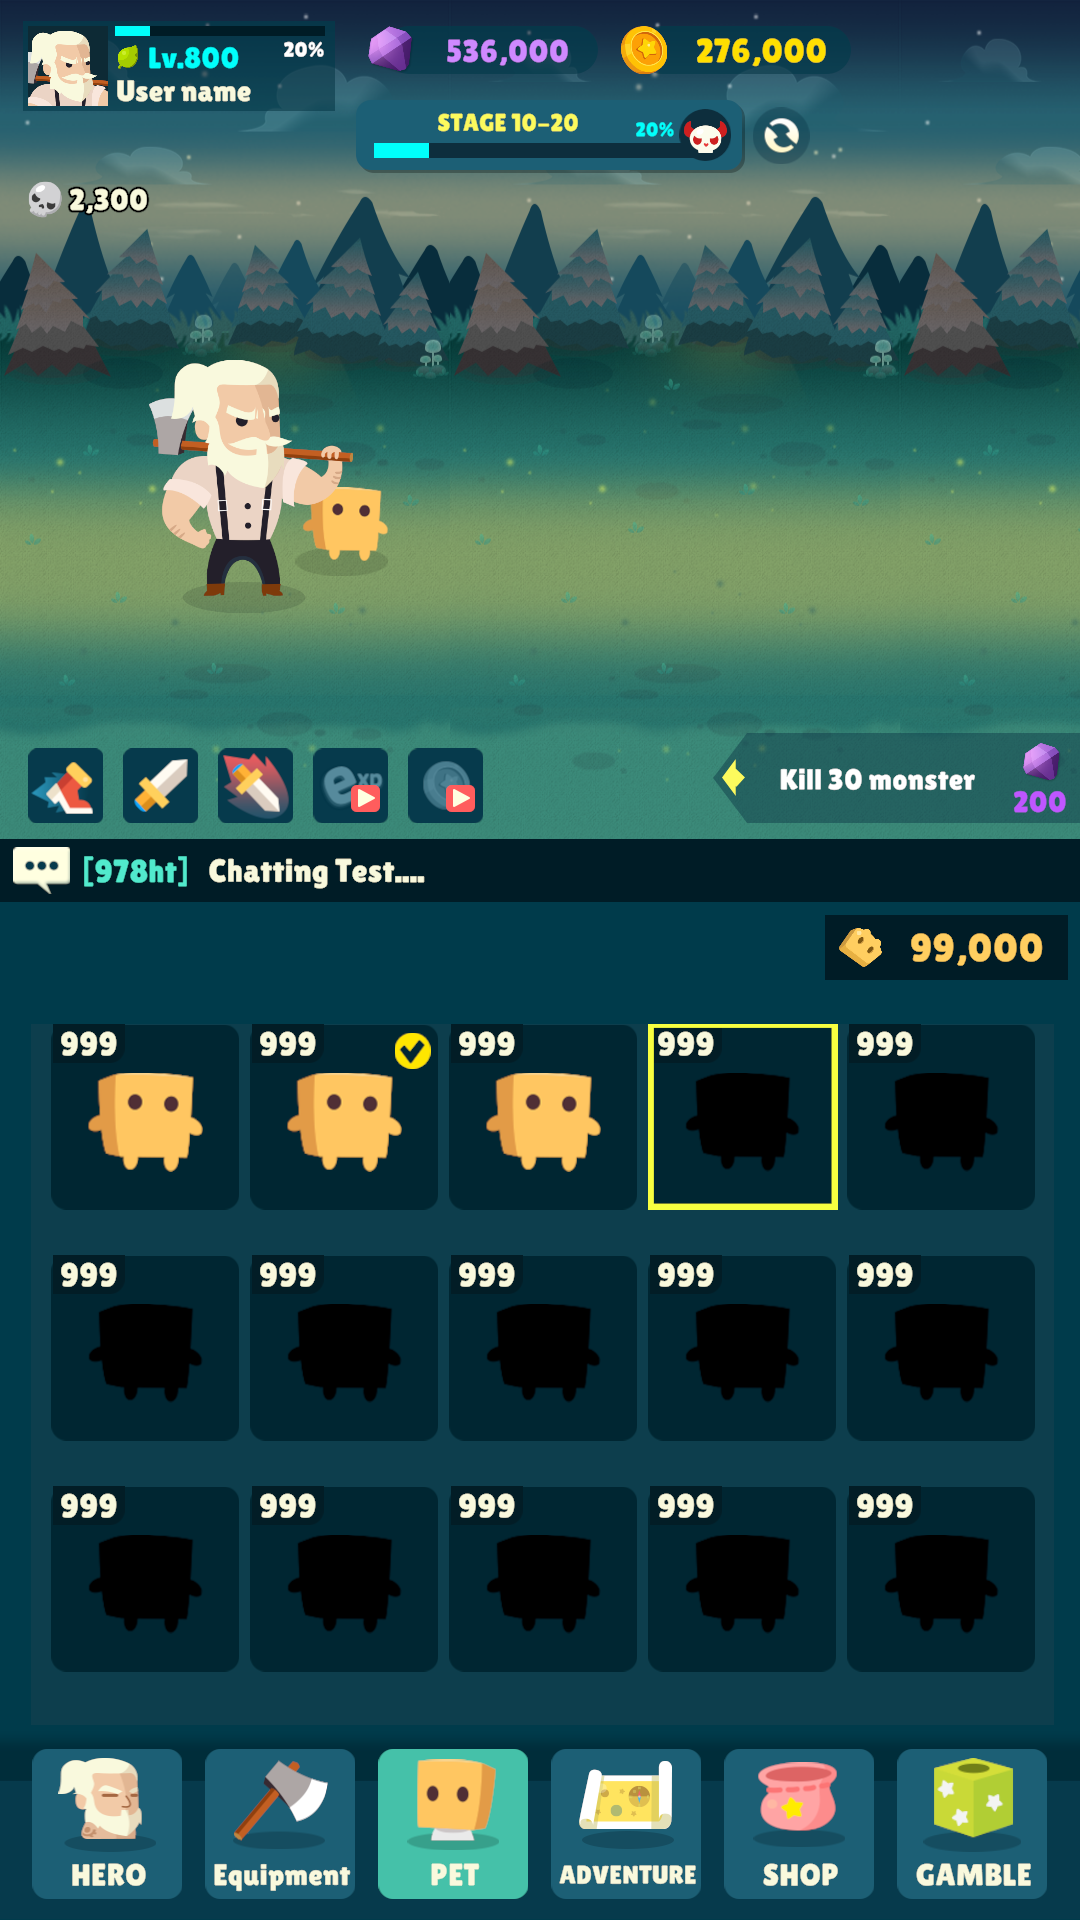 Lv.800 20%
User name
536,000
276,000
STAGE 10-20 20%
2,300
exp
Kill 30 monster
200
[978ht] Chatting Test....
99,000
999 999 999 999 999
999 999 999 999 999
999 999 999 999 999
HERO Equipment PET ADVENTURE SHOP GAMBLE